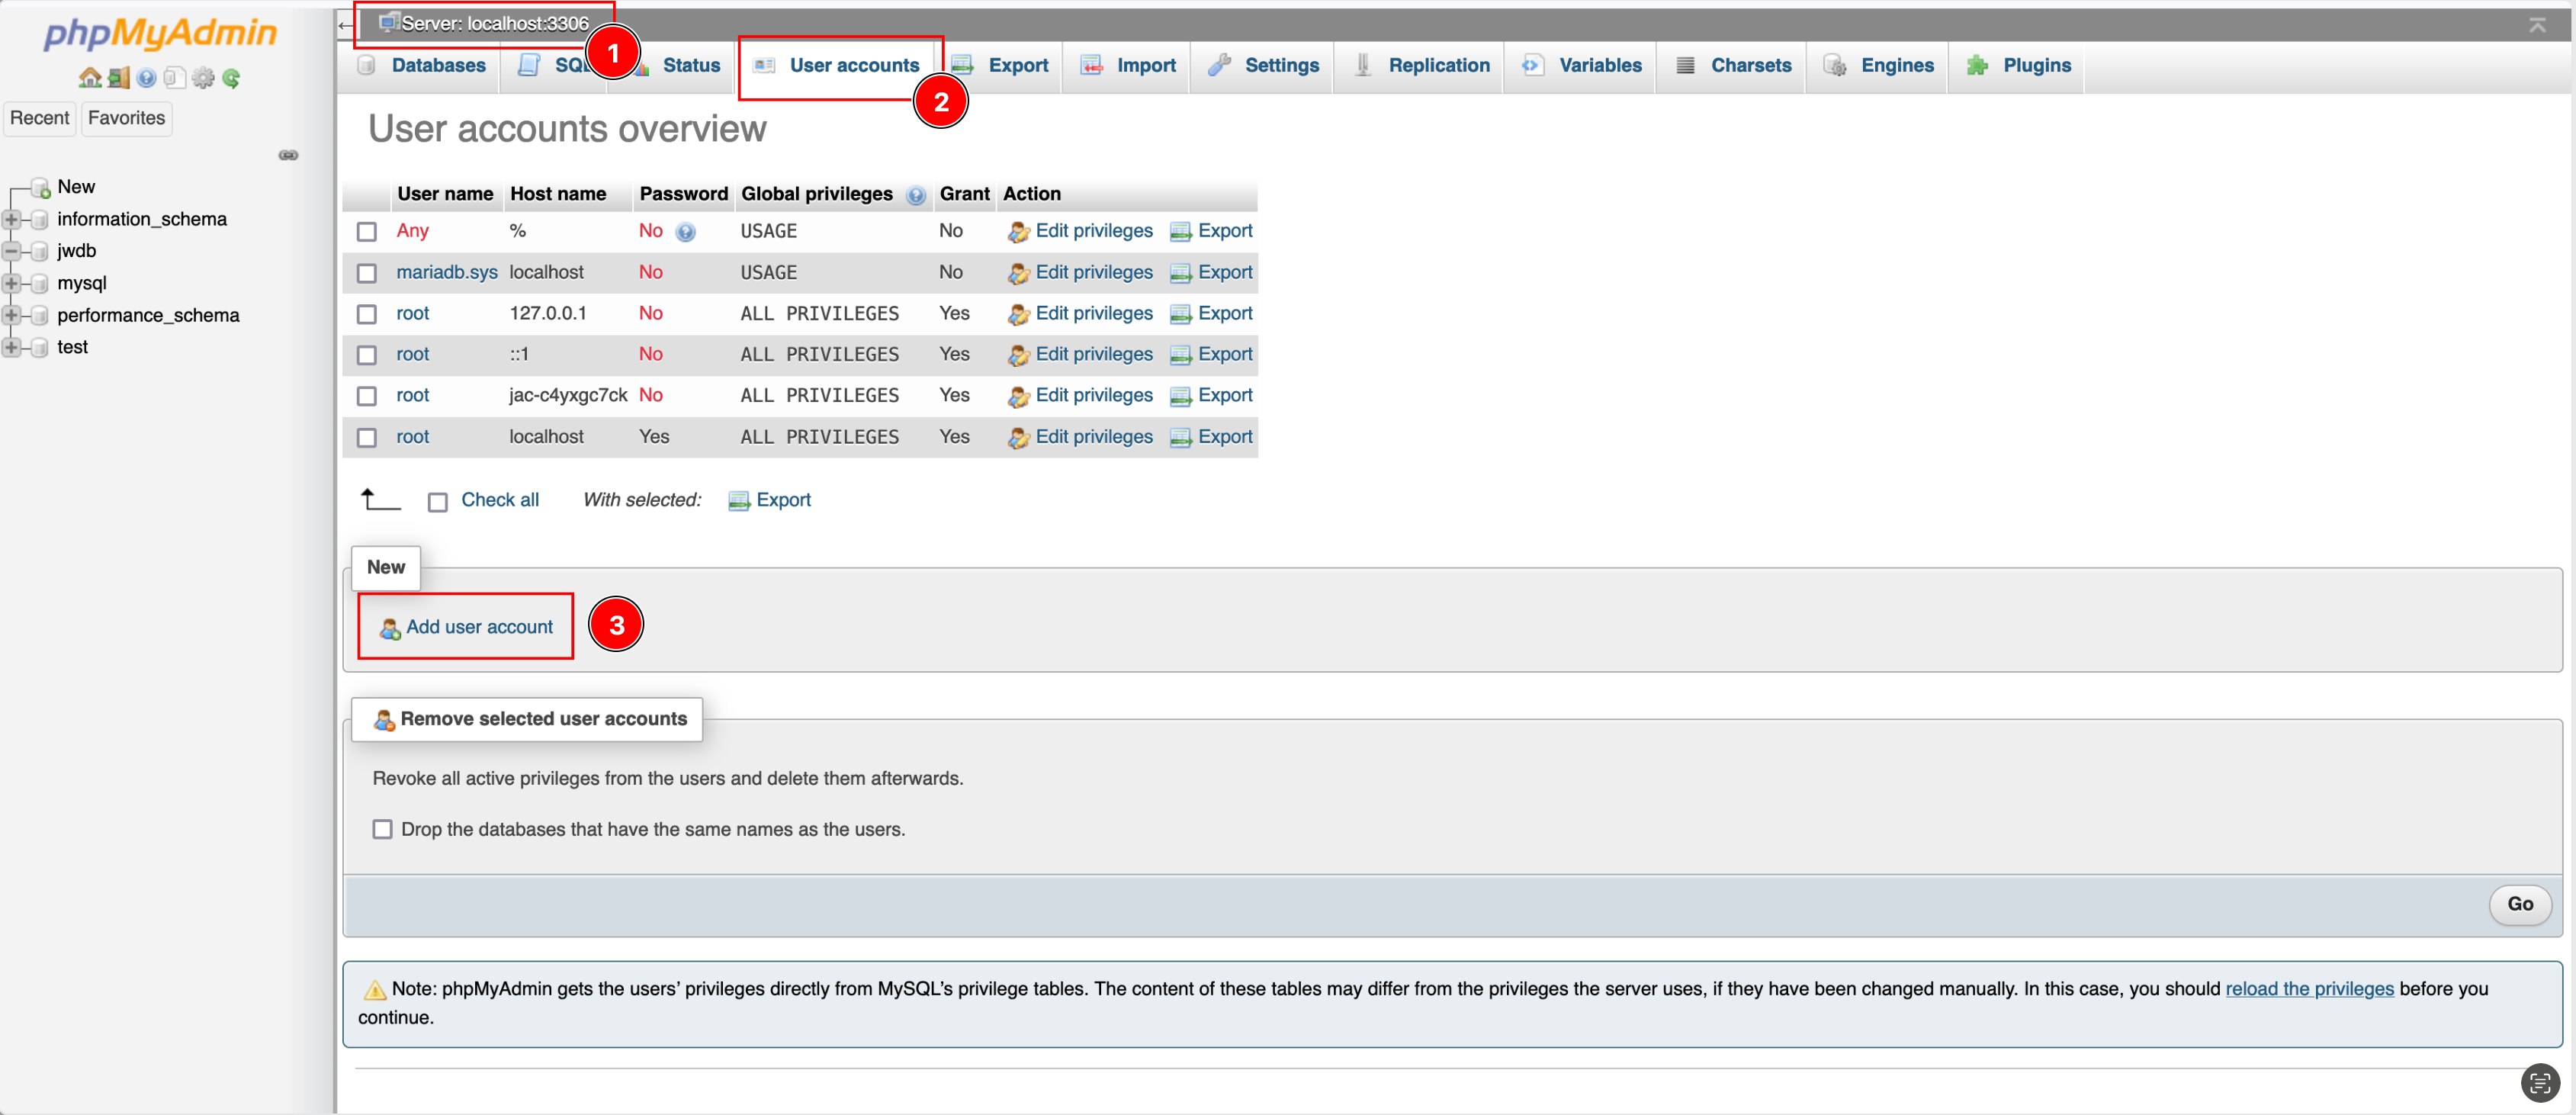 phpMyAdmin
Recent Favorites
New
information_schema
jwdb
mysql
performance_schema
test
Server: localhost:3306
1
Databases SQL Status User accounts Export Import Settings Replication Variables Charsets Engines Plugins
2
User accounts overview
User name Host name Password Global privileges Grant Action
Any % No USAGE No Edit privileges Export
mariadb.sys localhost No USAGE No Edit privileges Export
root 127.0.0.1 No ALL PRIVILEGES Yes Edit privileges Export
root ::1 No ALL PRIVILEGES Yes Edit privileges Export
root jac-c4yxgc7ck No ALL PRIVILEGES Yes Edit privileges Export
root localhost Yes ALL PRIVILEGES Yes Edit privileges Export
Check all With selected: Export
New
Add user account
3
Remove selected user accounts
Revoke all active privileges from the users and delete them afterwards.
Drop the databases that have the same names as the users.
Go
Note: phpMyAdmin gets the users’ privileges directly from MySQL’s privilege tables. The content of these tables may differ from the privileges the server uses, if they have been changed manually. In this case, you should reload the privileges before you
continue.